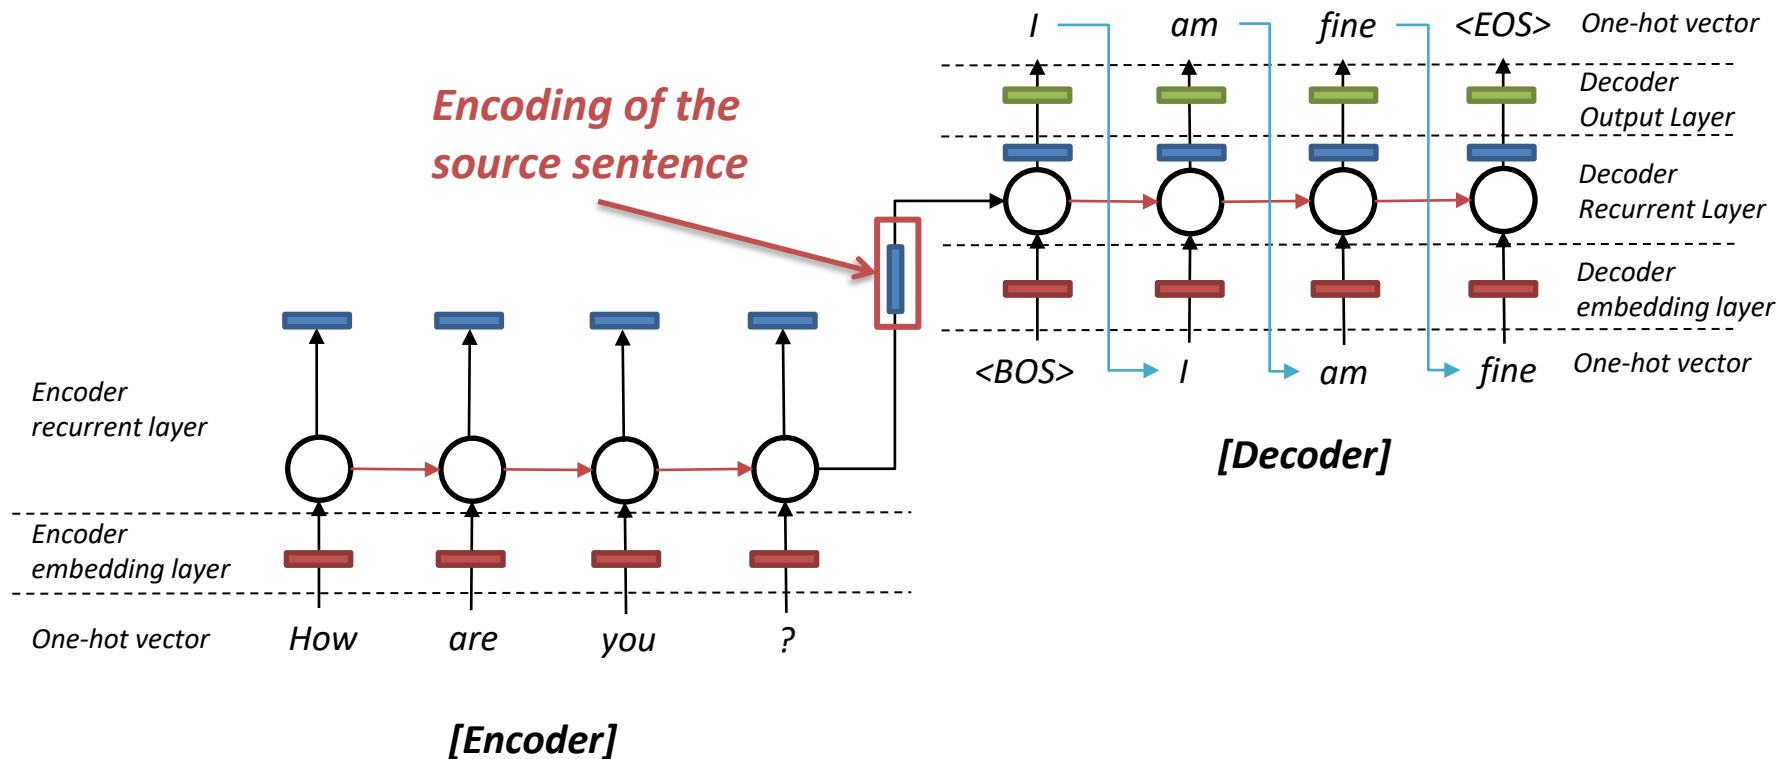 I am fine <EOS> One-hot vector
Decoder
Output Layer
Encoding of the
source sentence
Decoder
Recurrent Layer
Decoder
embedding layer
<BOS> I am fine One-hot vector
[Decoder]
Encoder
recurrent layer
Encoder
embedding layer
One-hot vector How are you ?
[Encoder]